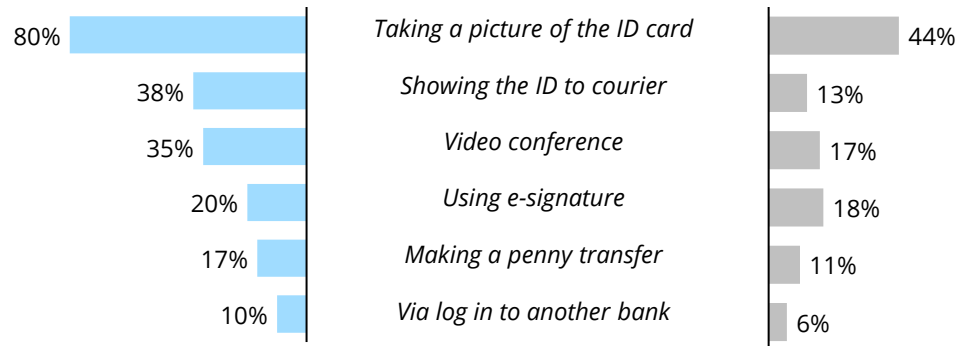 80% Taking a picture of the ID card 44%
38% Showing the ID to courier 13%
35% Video conference 17%
20% Using e-signature 18%
17% Making a penny transfer 11%
10% Via log in to another bank 6%